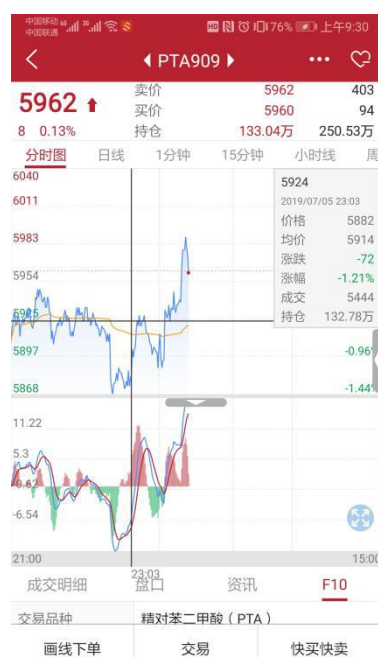 中国移动 46 36 HD 76% 上午9:30
中国联通
PTA909
5962 卖价 5962 403
买价 5960 94
8 0.13% 持仓 133.04万 250.53万
分时图 日线 1分钟 15分钟 小时线 周
6040
6011
5983
5954
5925
5897
5868
5924
2019/07/05 23:03
价格 5882
均价 5914
涨跌 -72
涨幅 -1.21%
成交 5444
持仓 132.78万
-0.96%
-1.44%
11.22
5.3
-0.62
-6.54
21:00 23:03 15:00
成交明细 盘口 资讯 F10
交易品种 精对苯二甲酸(PTA)
画线下单 交易 快买快卖